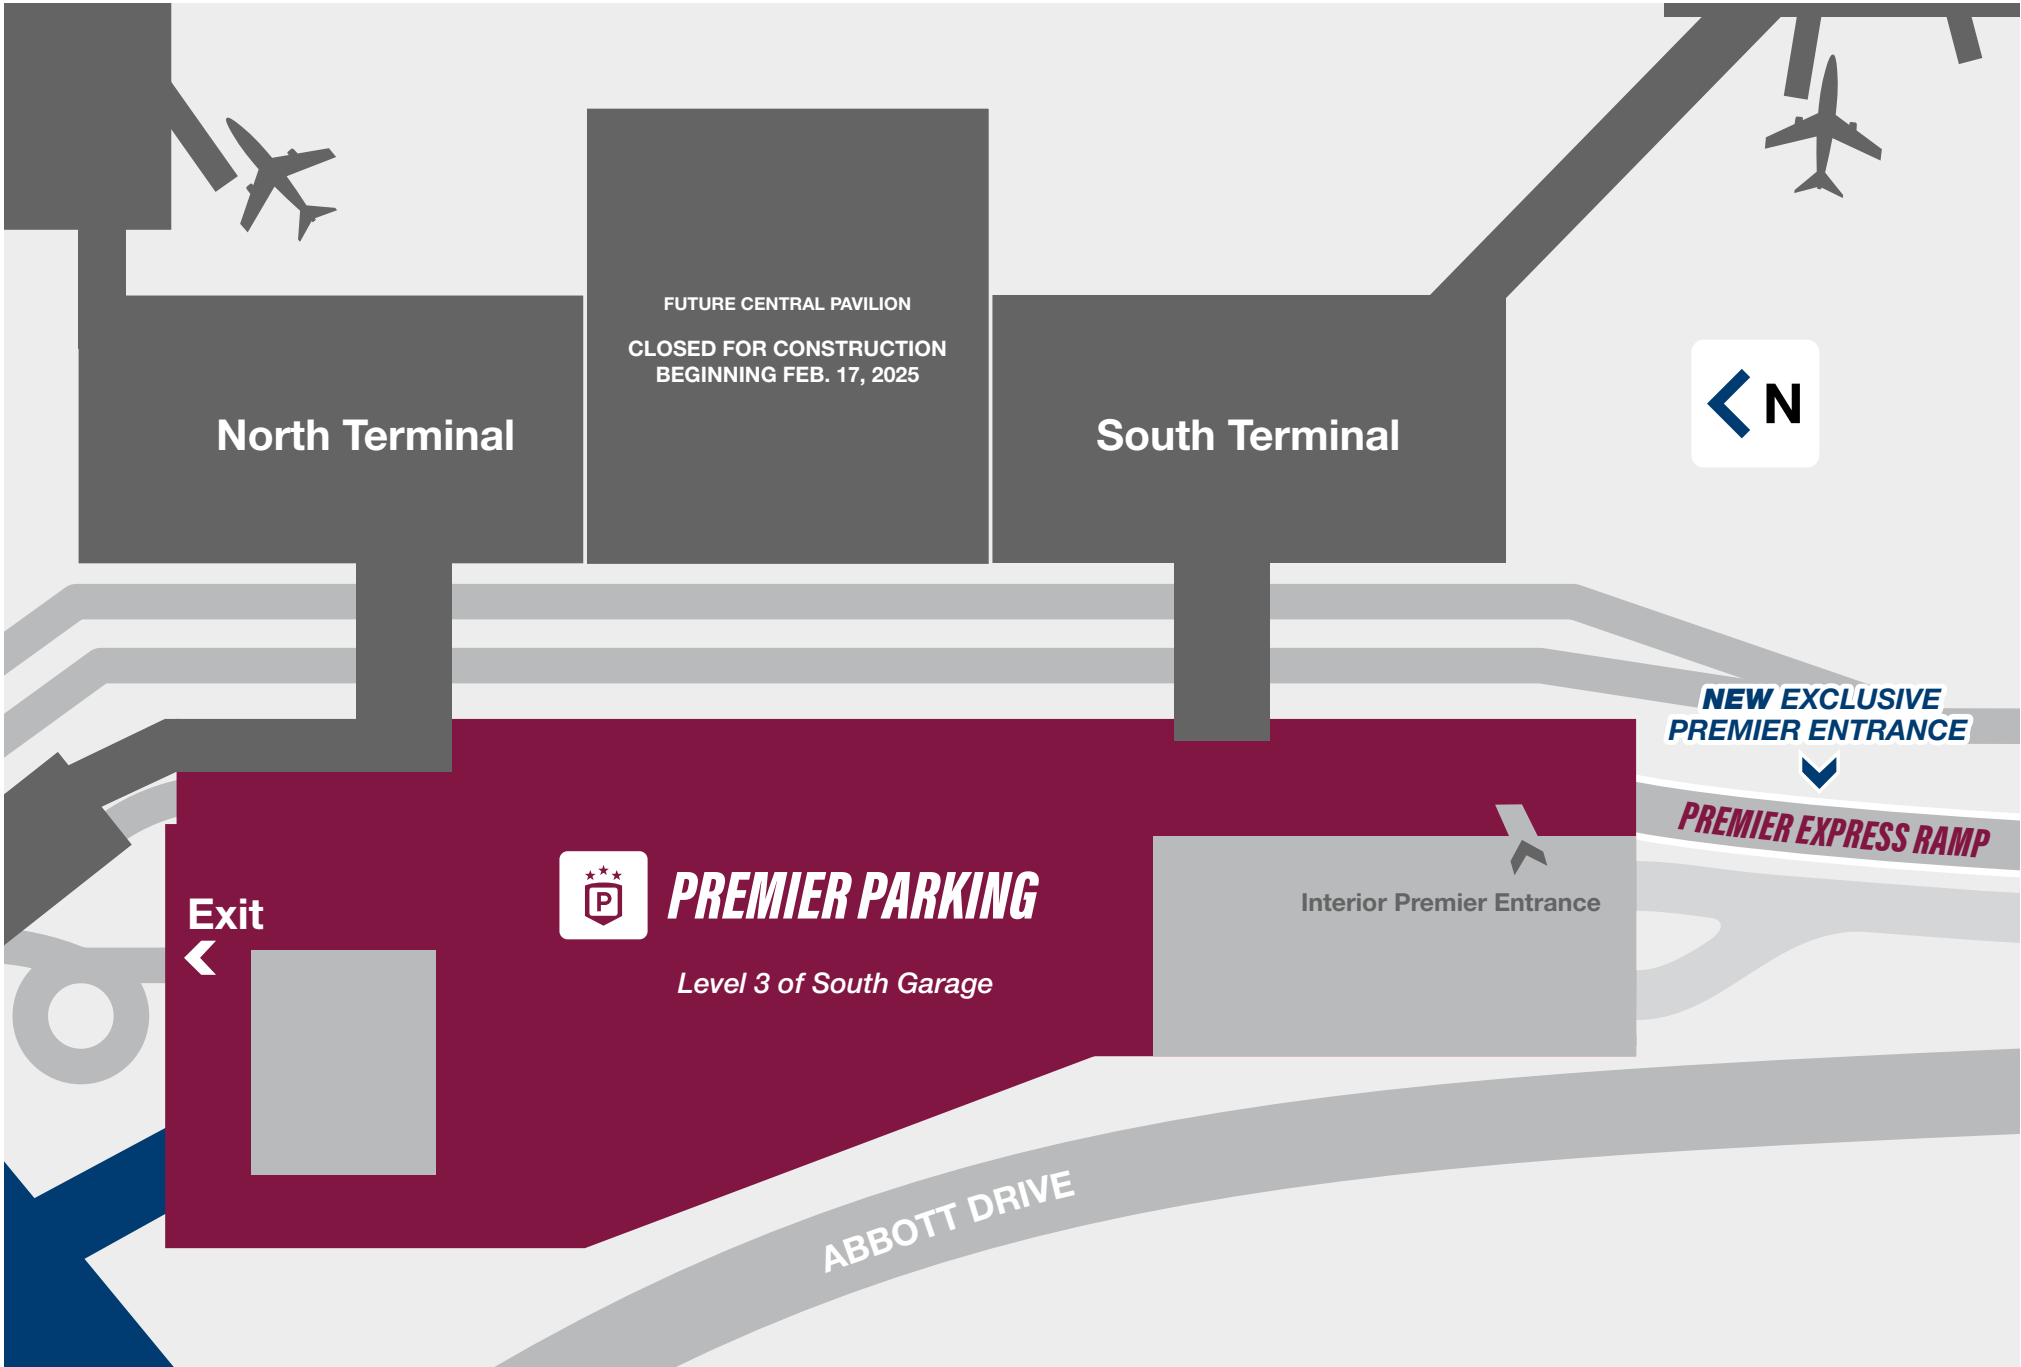 FUTURE CENTRAL PAVILION
CLOSED FOR CONSTRUCTION
BEGINNING FEB. 17, 2025
North Terminal
South Terminal
N
NEW EXCLUSIVE
PREMIER ENTRANCE
PREMIER EXPRESS RAMP
P
PREMIER PARKING
Level 3 of South Garage
Exit
Interior Premier Entrance
ABBOTT DRIVE